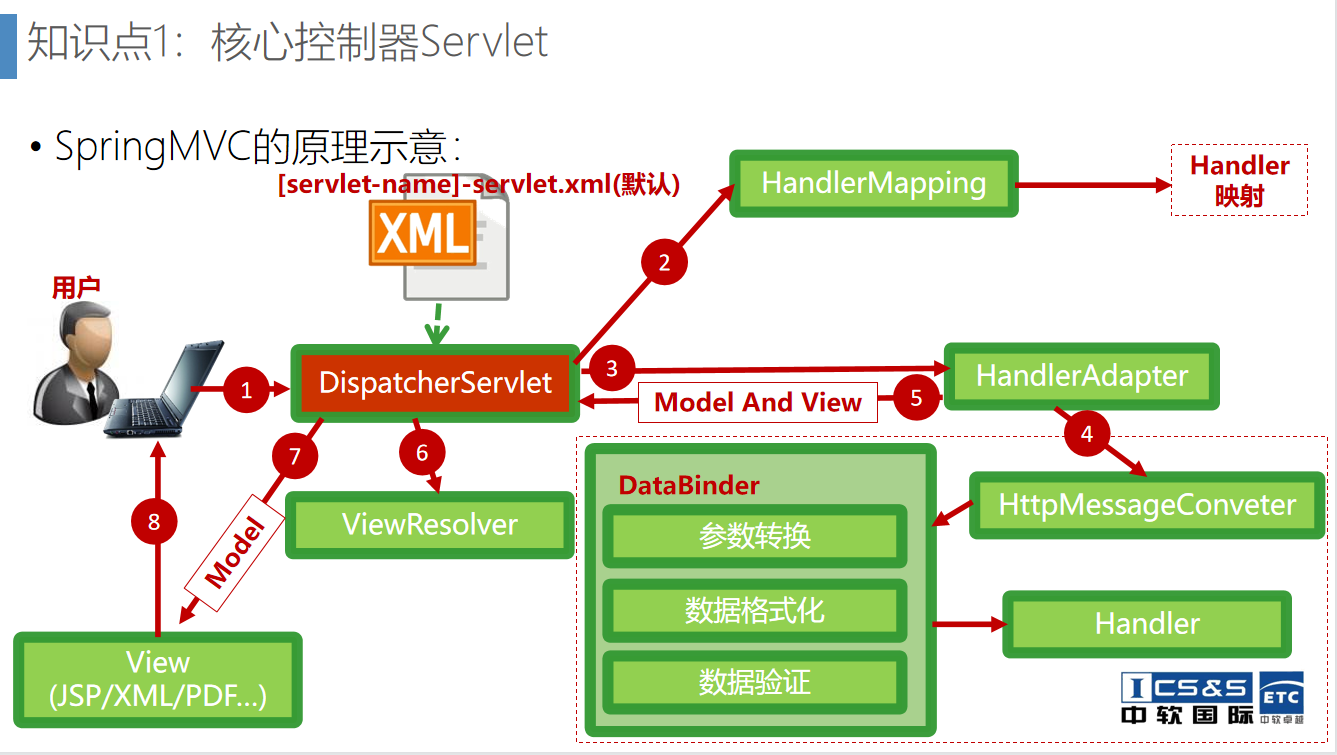 知识点1：核心控制器Servlet
• SpringMVC的原理示意：
[servlet-name]-servlet.xml(默认)
XML
HandlerMapping
Handler
映射
2
用户
1
DispatcherServlet
3
HandlerAdapter
Model And View
5
4
7
6
DataBinder
HttpMessageConveter
8
Model
ViewResolver
参数转换
数据格式化
Handler
数据验证
View
(JSP/XML/PDF...)
ICS&S
中软国际
ETC
中软卓越